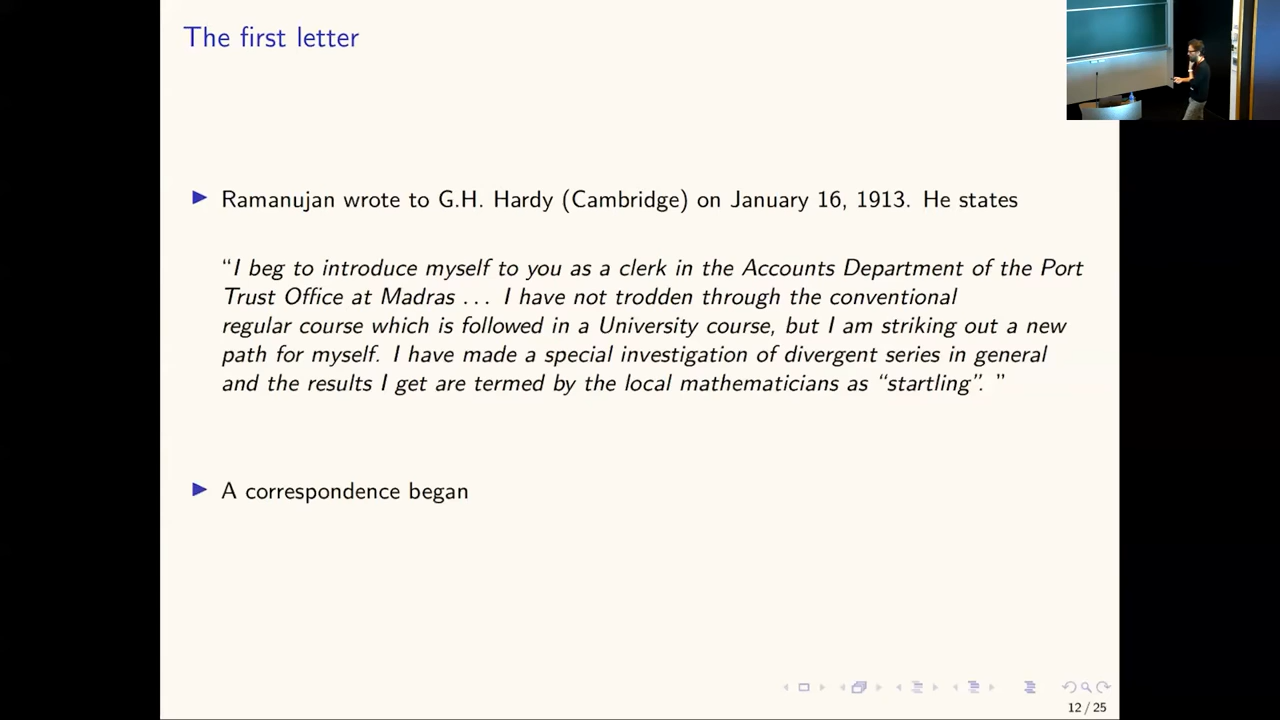 The first letter
▶ Ramanujan wrote to G.H. Hardy (Cambridge) on January 16, 1913. He states
“I beg to introduce myself to you as a clerk in the Accounts Department of the Port
Trust Office at Madras ... I have not trodden through the conventional
regular course which is followed in a University course, but I am striking out a new
path for myself. I have made a special investigation of divergent series in general
and the results I get are termed by the local mathematicians as “startling”. ”
▶ A correspondence began
12 / 25